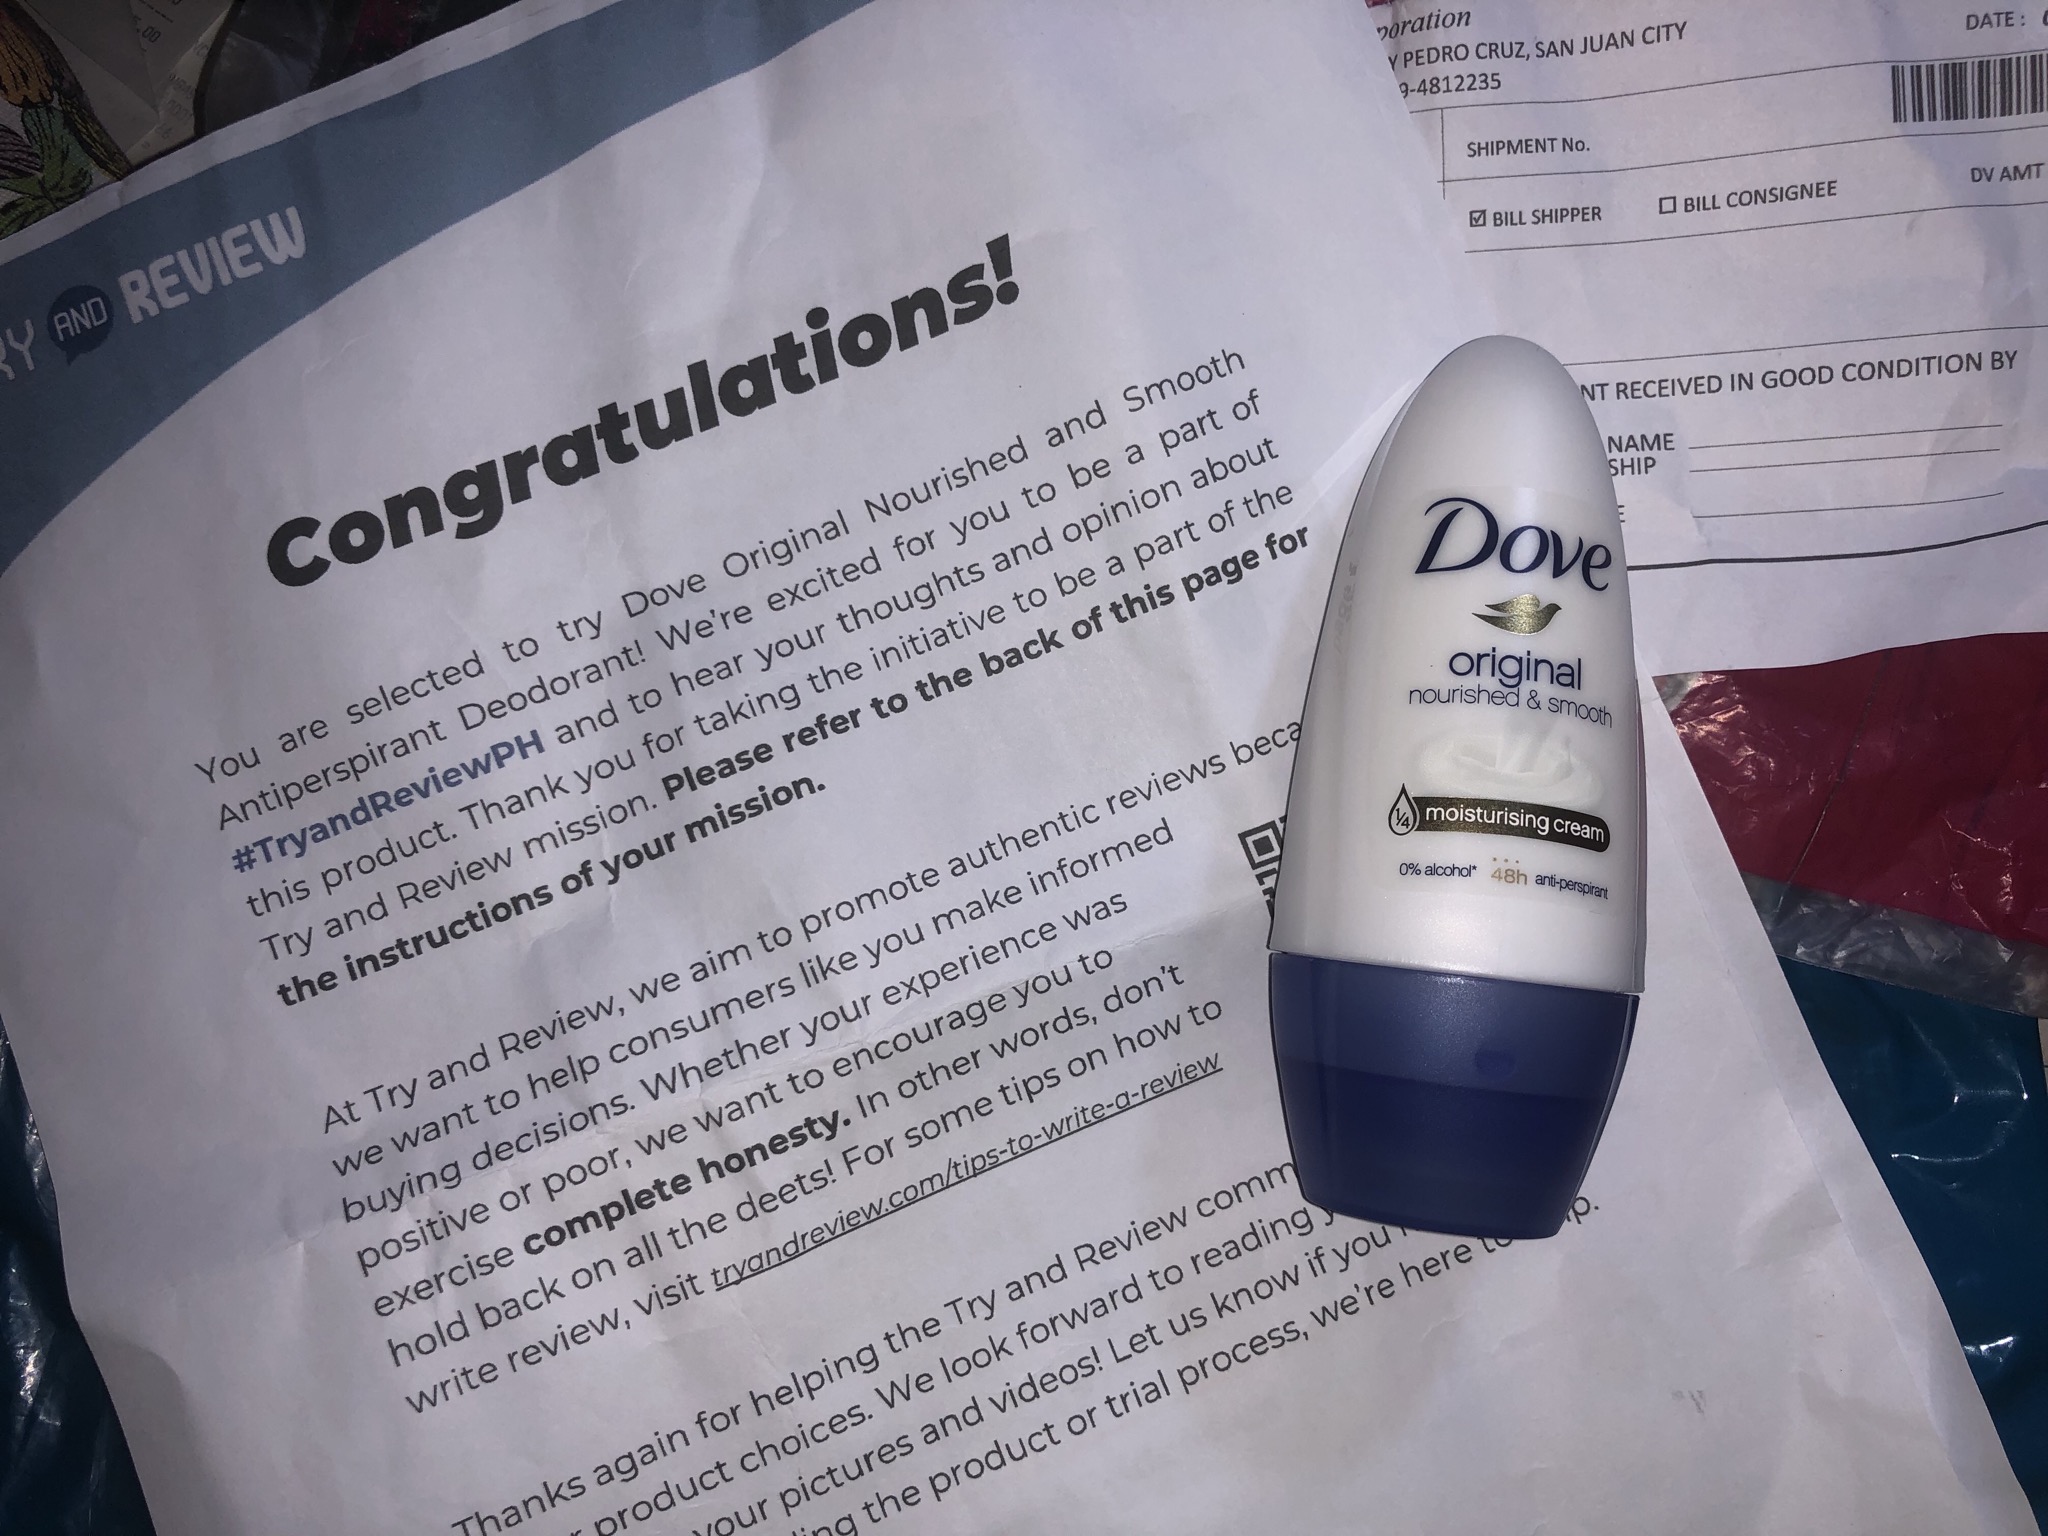 AND REVIEW
Congratulations!
You are selected to try Dove Original Nourished and Smooth
Antiperspirant Deodorant! We're excited for you to be a part of
#TryandReviewPH and to hear your thoughts and opinion about
this product. Thank you for taking the initiative to be a part of the
Try and Review mission. Please refer to the back of this page for
the instructions of your mission.
At Try and Review, we aim to promote authentic reviews beca
we want to help consumers like you make informed
buying decisions. Whether your experience was
positive or poor, we want to encourage you to
exercise complete honesty. In other words, don't
hold back on all the deets! For some tips on how to
write review, visit tryandreview.com/tips-to-write-a-review
Thanks again for helping the Try and Review comm
product choices. We look forward to reading
your pictures and videos! Let us know if you
the product or trial process, we're here
poration
PEDRO CRUZ, SAN JUAN CITY
9-4812235
DATE :
SHIPMENT No.
BILL SHIPPER
BILL CONSIGNEE
DV AMT
NT RECEIVED IN GOOD CONDITION BY
NAME
SHIP
Dove
original
nourished & smooth
1/4 moisturising cream
0% alcohol* 48h anti-perspirant